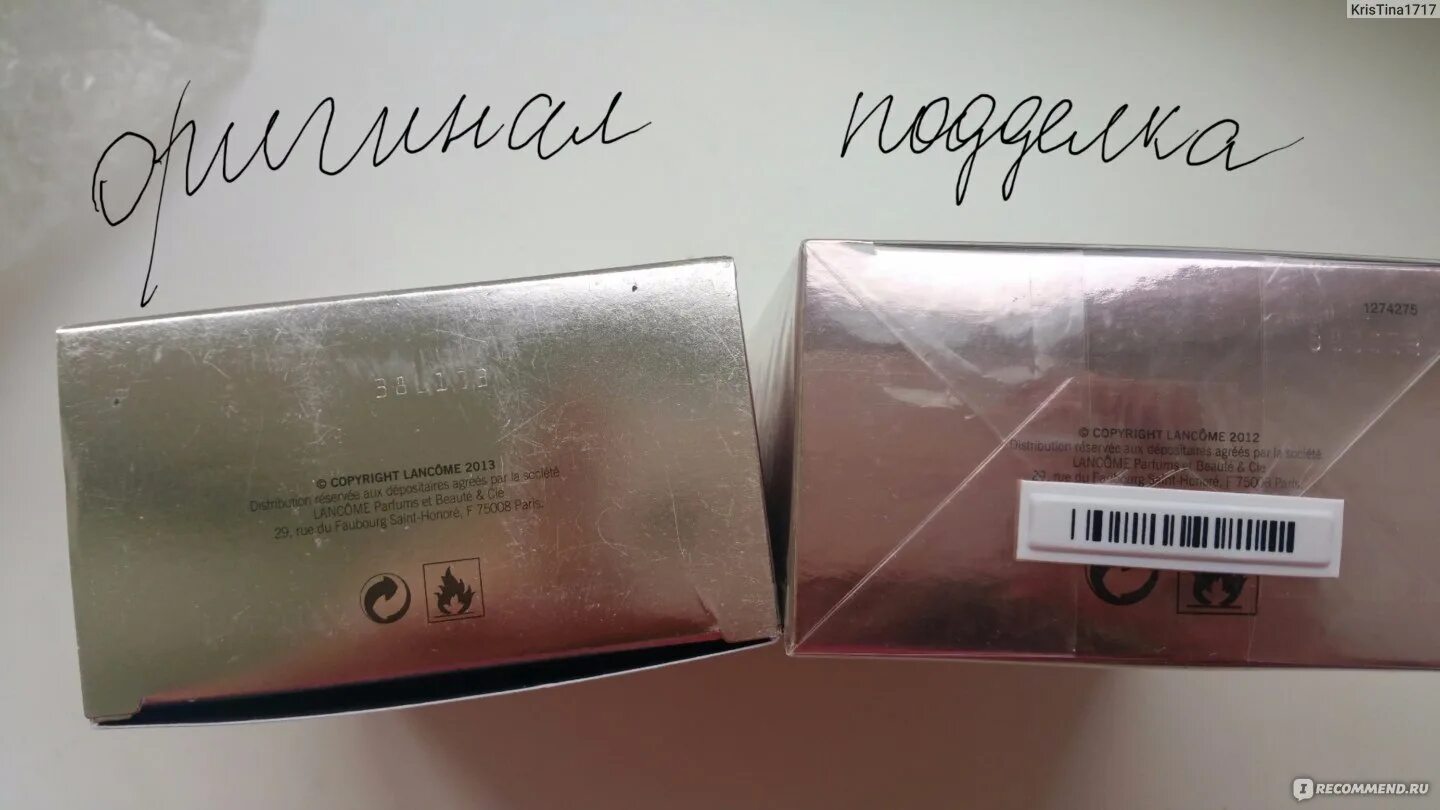 KrisTina1717
оригинал
подделка
38L173
© COPYRIGHT LANCÔME 2013
Distribution réservée aux dépositaires agréés par la société
LANCÔME Parfums et Beauté & Cie
29, rue du Faubourg Saint-Honoré, F 75008 Paris.
1274275
© COPYRIGHT LANCÔME 2012
Distribution réservée aux dépositaires agréés par la société
LANCÔME Parfums et Beauté & Cie
29, rue du Faubourg Saint-Honoré, F 75008 Paris.
IRECOMMEND.RU